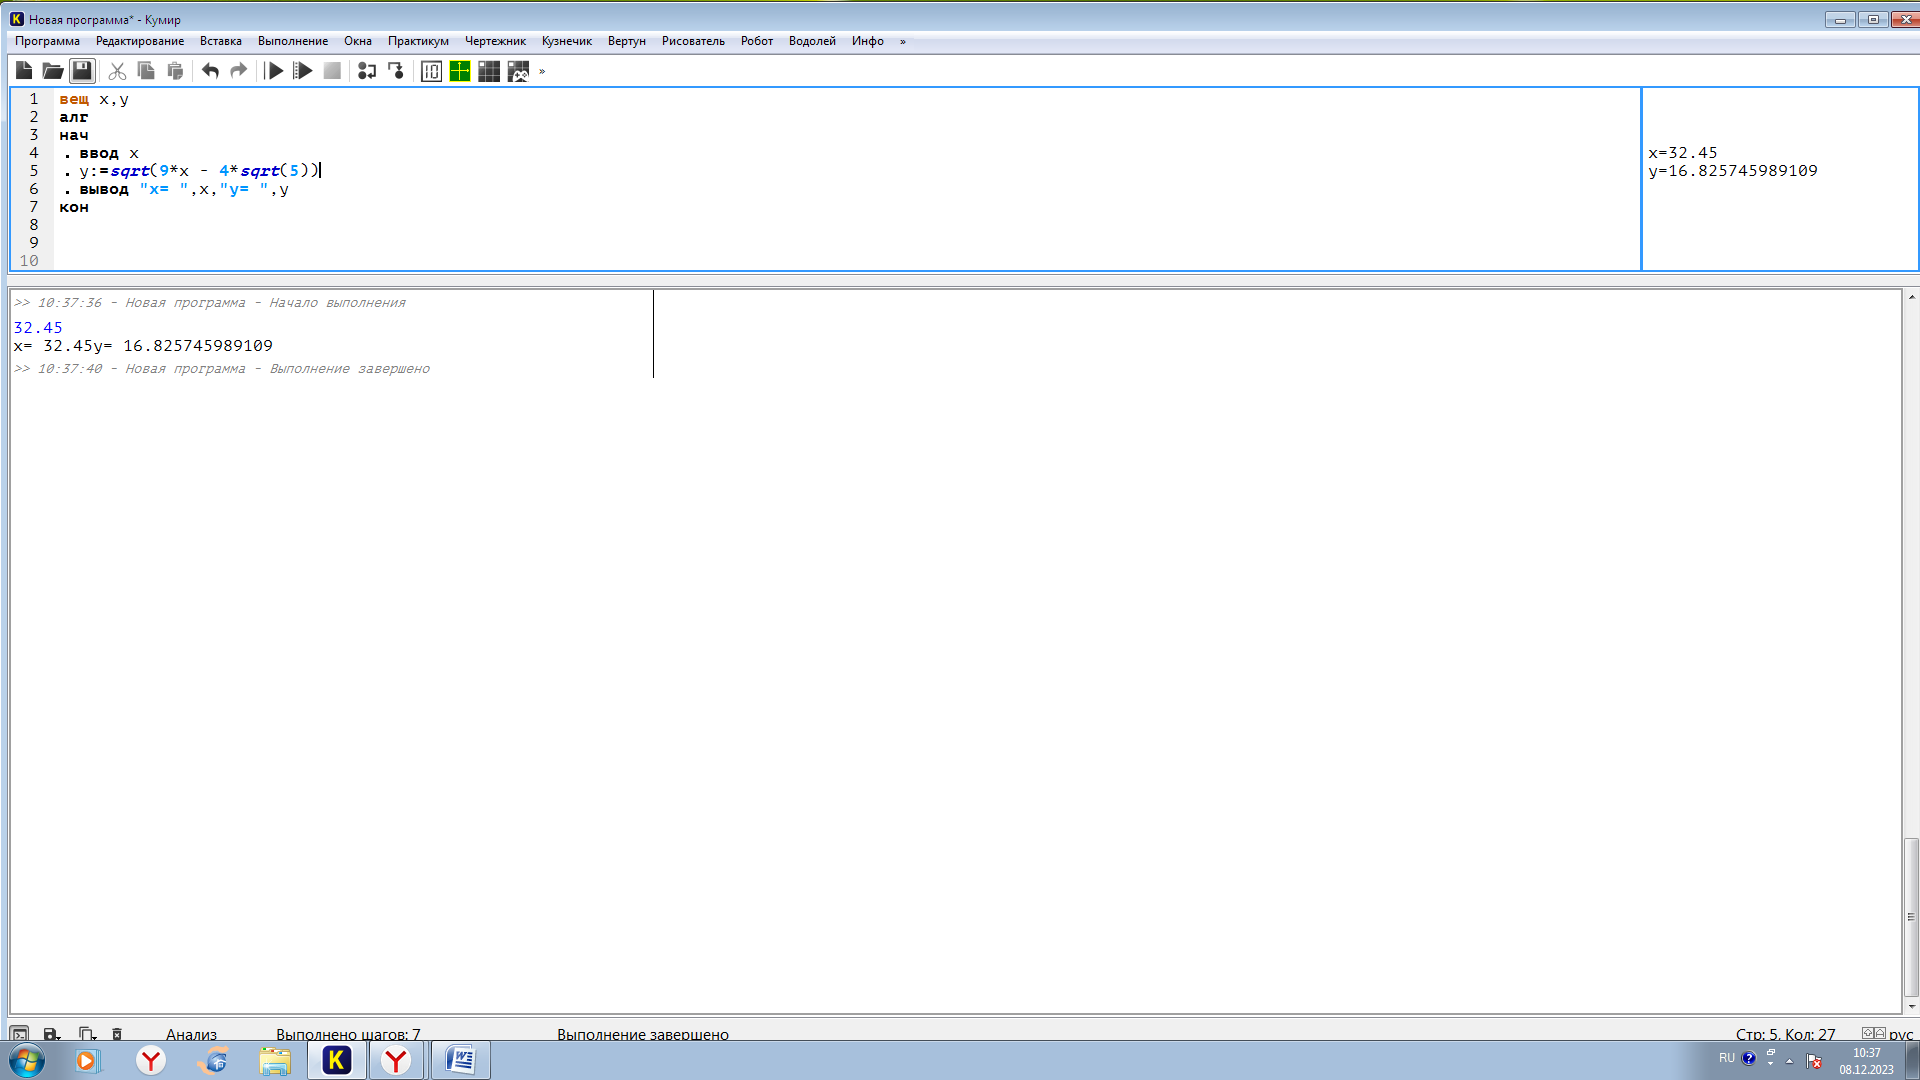 Новая программа* - Кумир
Программа Редактирование Вставка Выполнение Окна Практикум Чертежник Кузнечик Вертун Рисователь Робот Водолей Инфо »
»
1 вещ x,y
2 алг
3 нач
4 . ввод x
5 . y:=sqrt(9*x - 4*sqrt(5))
6 . вывод "x= ",x,"y= ",y
7 кон
8
9
10
x=32.45
y=16.825745989109
>> 10:37:36 - Новая программа - Начало выполнения
32.45
x= 32.45y= 16.825745989109
>> 10:37:40 - Новая программа - Выполнение завершено
Анализ Выполнено шагов: 7 Выполнение завершено Стр: 5, Кол: 27 рус
RU 10:37
08.12.2023